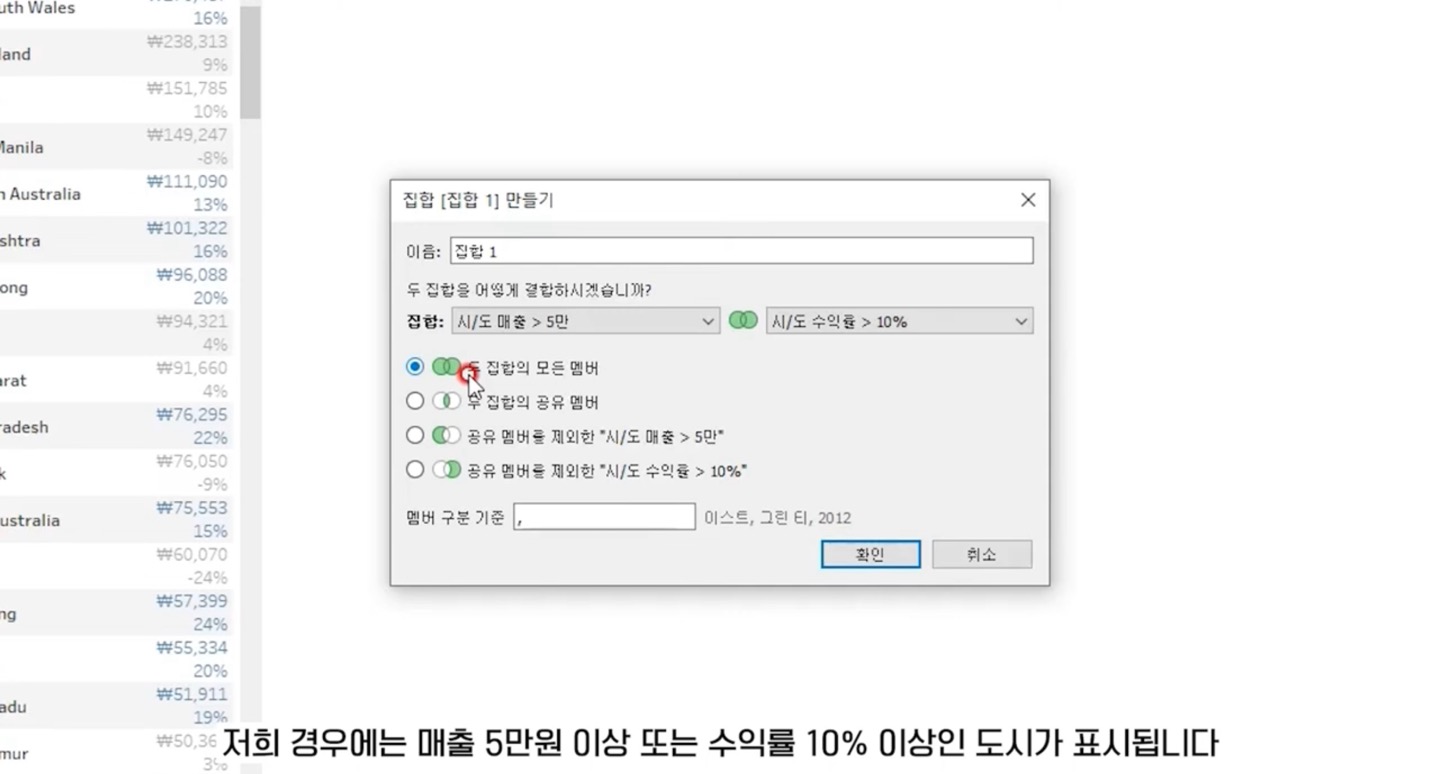 uth Wales
16%
land
₩238,313
9%
₩151,785
10%
Manila
₩149,247
-8%
n Australia
₩111,090
13%
shtra
₩101,322
16%
ong
₩96,088
20%
₩94,321
4%
arat
₩91,660
4%
radesh
₩76,295
22%
k
₩76,050
-9%
ustralia
₩75,553
15%
₩60,070
-24%
ng
₩57,399
24%
₩55,334
20%
adu
₩51,911
19%
mur
₩50,36
3%
집합 [집합 1] 만들기
이름: 집합 1
두 집합을 어떻게 결합하시겠습니까?
집합: 시/도 매출 > 5만 시/도 수익률 > 10%
두 집합의 모든 멤버
두 집합의 공유 멤버
공유 멤버를 제외한 "시/도 매출 > 5만"
공유 멤버를 제외한 "시/도 수익률 > 10%"
멤버 구분 기준 , 이스트, 그린 티, 2012
확인 취소
저희 경우에는 매출 5만원 이상 또는 수익률 10% 이상인 도시가 표시됩니다